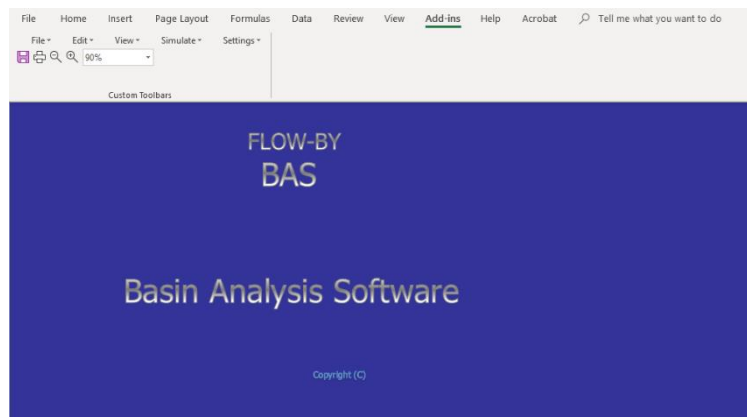 File Home Insert Page Layout Formulas Data Review View Add-ins Help Acrobat Tell me what you want to do
File Edit View Simulate Settings
90%
Custom Toolbars
FLOW-BY
BAS
Basin Analysis Software
Copyright (C)